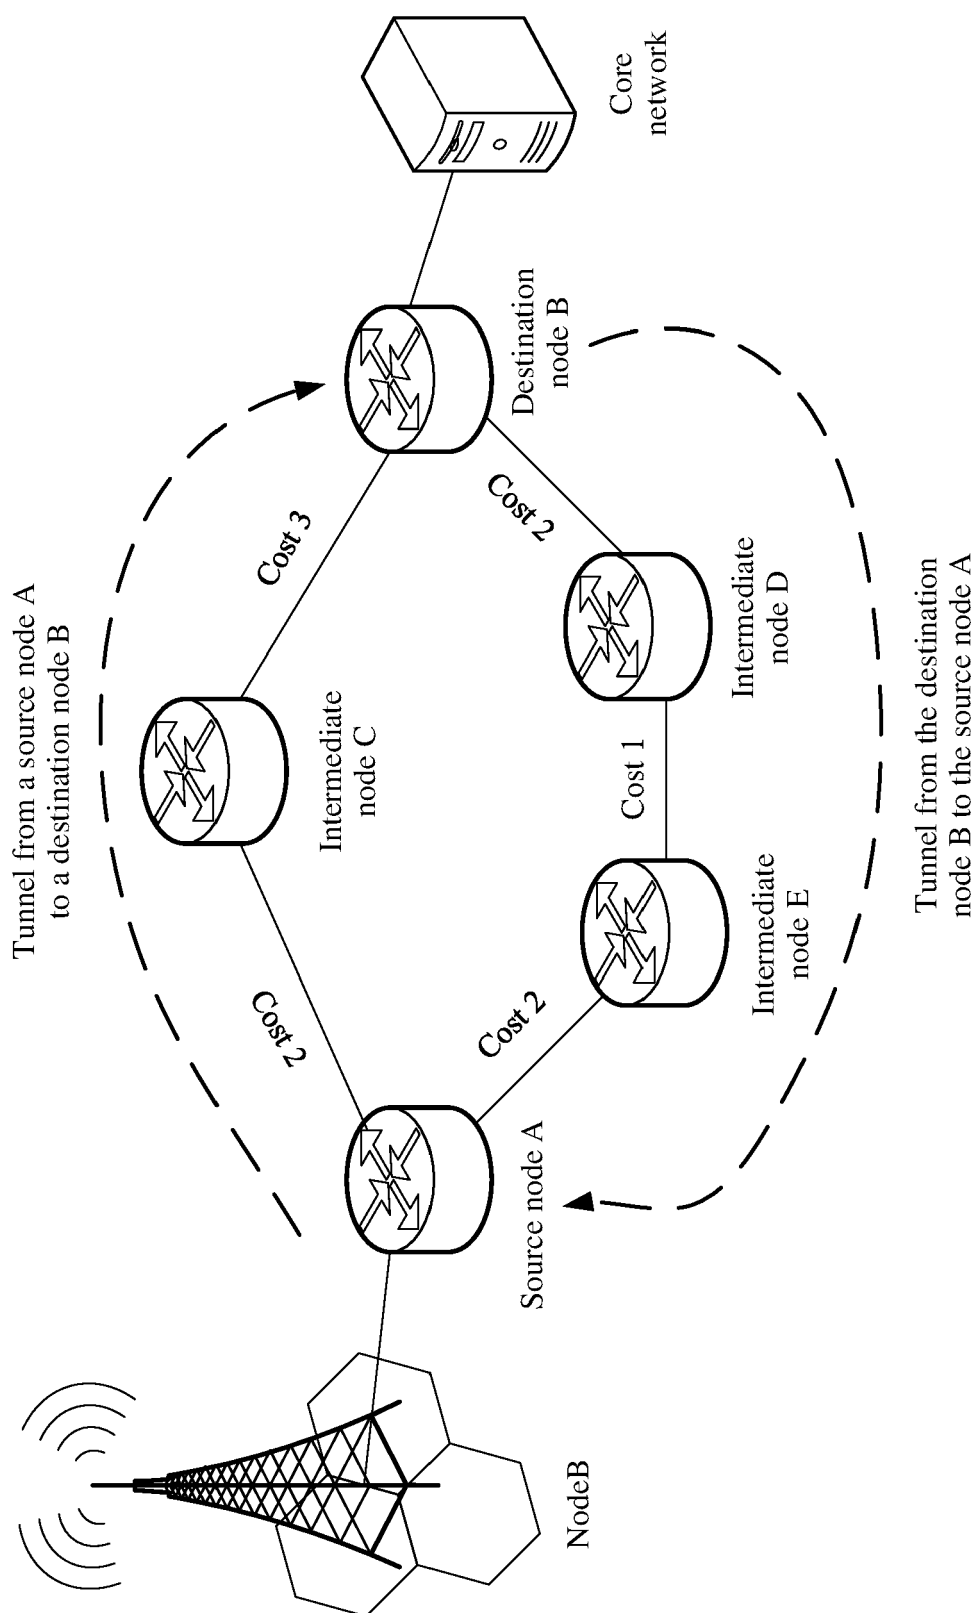 Tunnel from a source node A
to a destination node B
Cost 2
Cost 3
Intermediate
node C
Core
network
NodeB
Source node A
Destination
node B
Cost 2
Cost 1
Cost 2
Intermediate
node E
Intermediate
node D
Tunnel from the destination
node B to the source node A